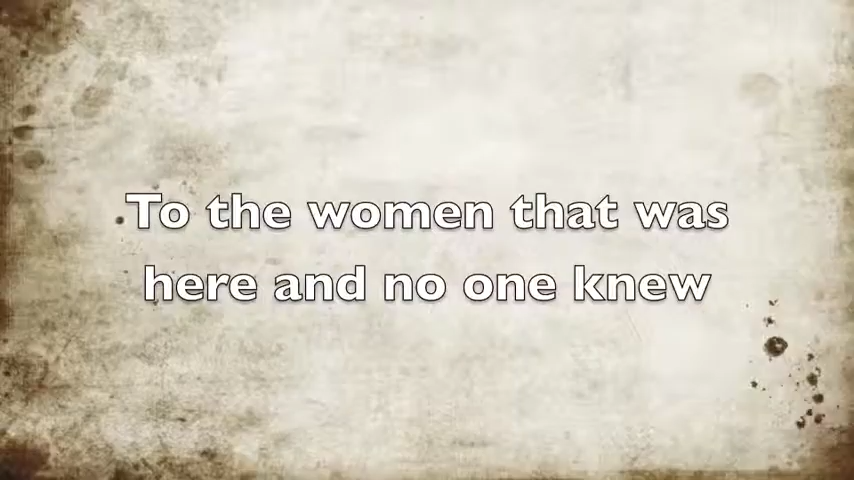 To the women that was
here and no one knew